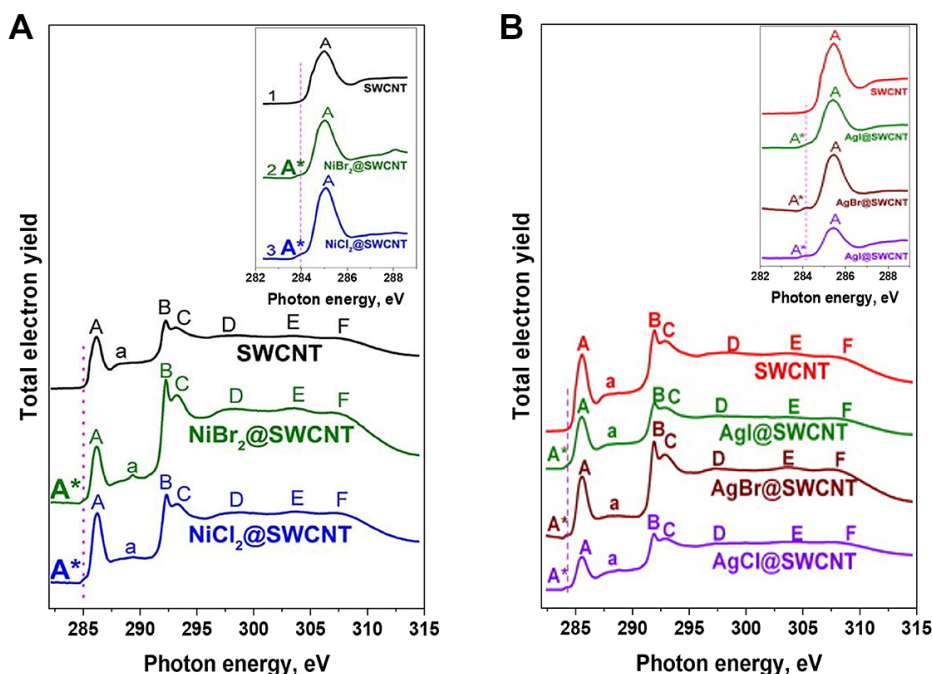 A
B
A
1
SWCNT
A
2 A*
NiBr₂@SWCNT
A
3 A*
NiCl₂@SWCNT
282 284 286 288
Photon energy, eV
A
a
B
C
D
E
F
SWCNT
A*
A
a
B
C
D
E
F
NiBr₂@SWCNT
A*
A
a
B
C
D
E
F
NiCl₂@SWCNT
285 290 295 300 305 310 315
Photon energy, eV
Total electron yield
A
SWCNT
A
A*
AgI@SWCNT
A
A*
AgBr@SWCNT
A
A*
AgI@SWCNT
282 284 286 288
Photon energy, eV
A
a
B
C
D
E
F
SWCNT
A*
A
a
B
C
D
E
F
AgI@SWCNT
A*
A
a
B
C
D
E
F
AgBr@SWCNT
A*
A
a
B
C
D
E
F
AgCl@SWCNT
285 290 295 300 305 310 315
Photon energy, eV
Total electron yield